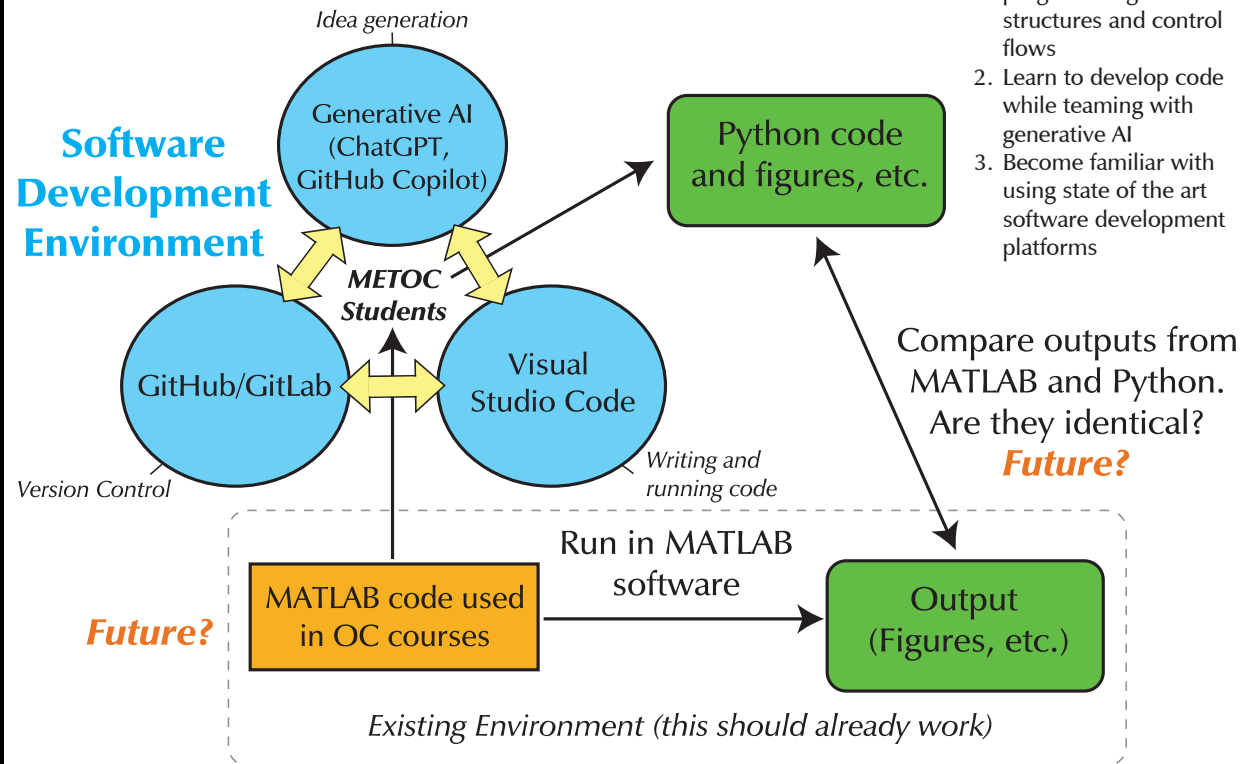 Idea generation
Generative AI
(ChatGPT,
GitHub Copilot)
Software
Development
Environment
METOC
Students
GitHub/GitLab
Visual
Studio Code
Version Control
Writing and
running code
Python code
and figures, etc.
structures and control
flows
2. Learn to develop code
while teaming with
generative AI
3. Become familiar with
using state of the art
software development
platforms
Compare outputs from
MATLAB and Python.
Are they identical?
Future?
Run in MATLAB
software
Future?
MATLAB code used
in OC courses
Output
(Figures, etc.)
Existing Environment (this should already work)